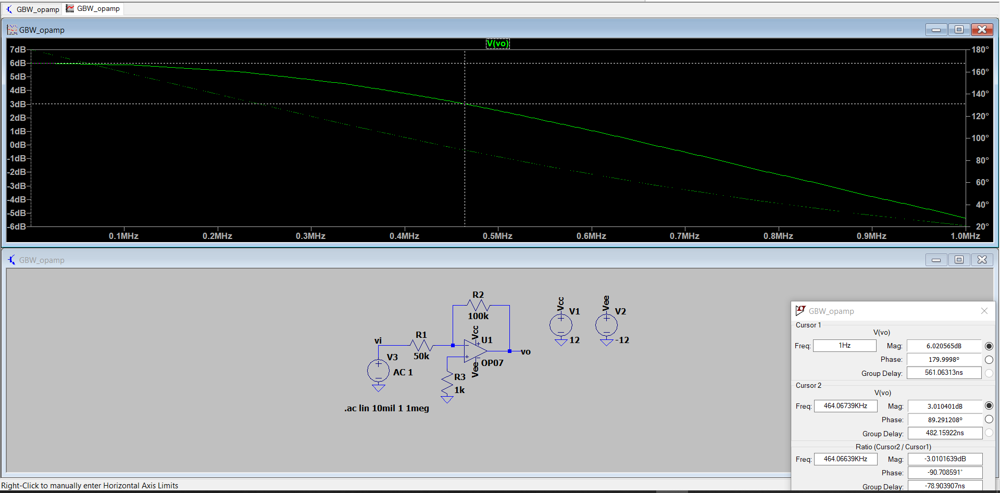 GBW_opamp GBW_opamp
GBW_opamp
V(vo)
7dB 180°
6dB
5dB 160°
4dB 140°
3dB
2dB 120°
1dB
0dB 100°
-1dB 80°
-2dB
-3dB 60°
-4dB 40°
-5dB
-6dB 20°
0.1MHz 0.2MHz 0.3MHz 0.4MHz 0.5MHz 0.6MHz 0.7MHz 0.8MHz 0.9MHz 1.0MHz
GBW_opamp
R2
100k
Vcc
U1
OP07
Vee
vi
R1
50k
V3
AC 1
R3
1k
vo
Vcc
V1
12
Vee
V2
-12
.ac lin 10mil 1 1meg
GBW_opamp
Cursor 1
V(vo)
Freq: 1Hz Mag: 6.020565dB
Phase: 179.9998°
Group Delay: 561.06313ns
Cursor 2
V(vo)
Freq: 464.06739KHz Mag: 3.010401dB
Phase: 89.291208°
Group Delay: 482.15922ns
Ratio (Cursor2 / Cursor1)
Freq: 464.06639KHz Mag: -3.0101639dB
Phase: -90.708591°
Group Delay: -78.903907ns
Right-Click to manually enter Horizontal Axis Limits